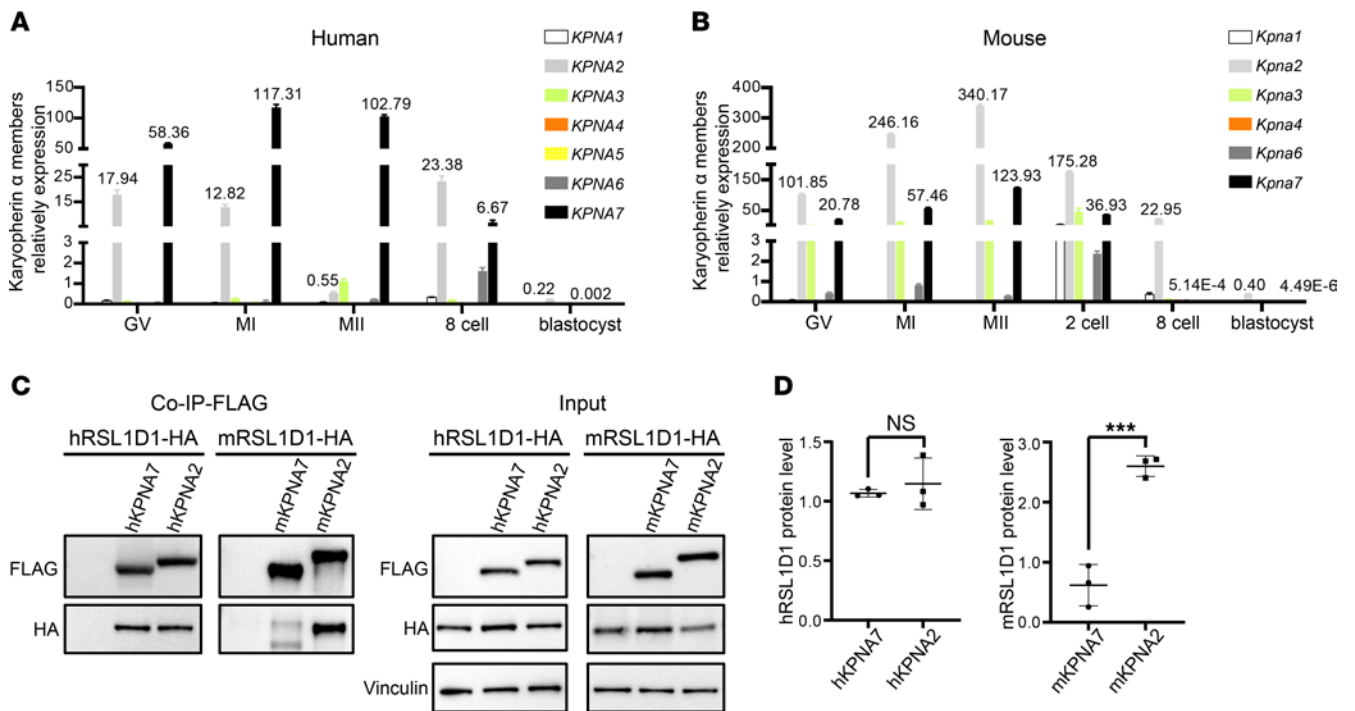 A
Human
Karyopherin α members
relatively expression
150
125
100
75
50
25
15
3
2
1
0
17.94
58.36
12.82
117.31
0.55
102.79
23.38
6.67
0.22
0.002
GV
MI
MII
8 cell
blastocyst
KPNA1
KPNA2
KPNA3
KPNA4
KPNA5
KPNA6
KPNA7
B
Mouse
Karyopherin α members
relatively expression
400
300
200
100
50
3
2
1
0
101.85
20.78
246.16
57.46
340.17
123.93
175.28
36.93
22.95
5.14E-4
0.40
4.49E-6
GV
MI
MII
2 cell
8 cell
blastocyst
Kpna1
Kpna2
Kpna3
Kpna4
Kpna6
Kpna7
C
Co-IP-FLAG
Input
hRSL1D1-HA
mRSL1D1-HA
hRSL1D1-HA
mRSL1D1-HA
hKPNA7
hKPNA2
mKPNA7
mKPNA2
hKPNA7
hKPNA2
mKPNA7
mKPNA2
FLAG
HA
FLAG
HA
Vinculin
D
hRSL1D1 protein level
1.5
1.0
0.5
0.0
NS
hKPNA7
hKPNA2
mRSL1D1 protein level
3.0
2.0
1.0
0.0
***
mKPNA7
mKPNA2